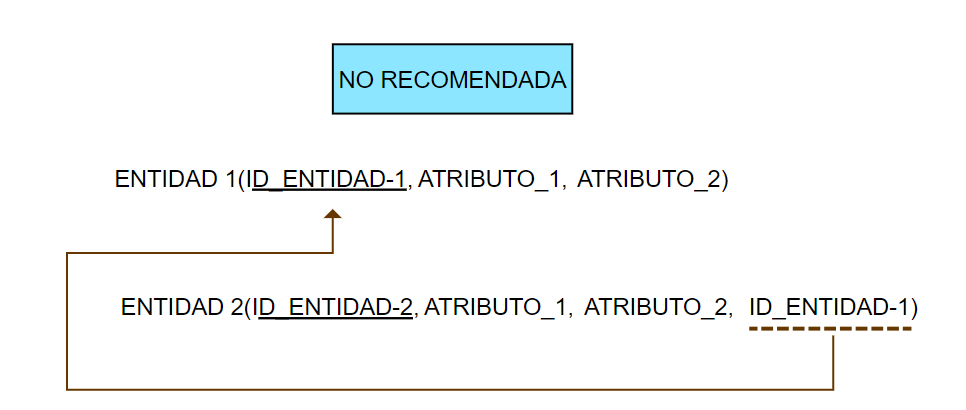 NO RECOMENDADA
ENTIDAD 1(ID_ENTIDAD-1, ATRIBUTO_1, ATRIBUTO_2)
ENTIDAD 2(ID_ENTIDAD-2, ATRIBUTO_1, ATRIBUTO_2, ID_ENTIDAD-1)